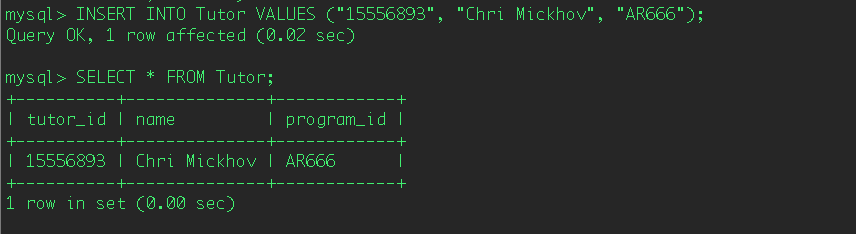 mysql> INSERT INTO Tutor VALUES ("15556893", "Chri Mickhov", "AR666");
Query OK, 1 row affected (0.02 sec)
mysql> SELECT * FROM Tutor;
+----------+--------------+------------+
| tutor_id | name         | program_id |
+----------+--------------+------------+
| 15556893 | Chri Mickhov | AR666      |
+----------+--------------+------------+
1 row in set (0.00 sec)